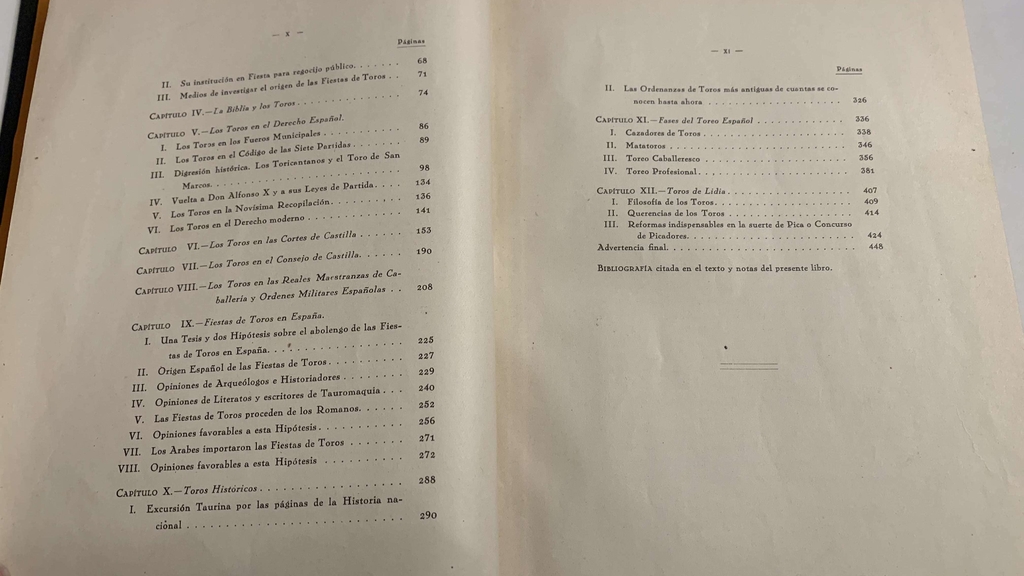 — X —
Páginas
II. Su institución en Fiesta para regocijo público. . . . . . . 68
III. Medios de investigar el origen de las Fiestas de Toros . . . . 71
CAPÍTULO IV.—La Biblia y los Toros. . . . . . . . . . . . . . . 74
CAPÍTULO V.—Los Toros en el Derecho Español.
I. Los Toros en los Fueros Municipales . . . . . . . . . . . 86
II. Los Toros en el Código de las Siete Partidas. . . . . . . 89
III. Digresión histórica. Los Toricantanos y el Toro de San
Marcos. . . . . . . . . . . . . . . . . . . . . . . 98
IV. Vuelta a Don Alfonso X y a sus Leyes de Partida. . . . 134
V. Los Toros en la Novísima Recopilación. . . . . . . . . 136
VI. Los Toros en el Derecho moderno . . . . . . . . . . . 141
CAPÍTULO VI.—Los Toros en las Cortes de Castilla . . . . . . . 153
CAPÍTULO VII.—Los Toros en el Consejo de Castilla. . . . . . . 190
CAPÍTULO VIII.—Los Toros en las Reales Maestranzas de Ca-
balleria y Ordenes Militares Españolas . . 208
CAPÍTULO IX.—Fiestas de Toros en España.
I. Una Tesis y dos Hipótesis sobre el abolengo de las Fies-
tas de Toros en España. . . . . . . . . . . . . . . . 225
II. Origen Español de las Fiestas de Toros. . . . . . . . . . 227
III. Opiniones de Arqueólogos e Historiadores . . . . . . . . 229
IV. Opiniones de Literatos y escritores de Tauromaquia . . . 240
V. Las Fiestas de Toros proceden de los Romanos. . . . . . 252
VI. Opiniones favorables a esta Hipótesis. . . . . . . . . . 256
VII. Los Arabes importaron las Fiestas de Toros . . . . . . . 271
VIII. Opiniones favorables a esta Hipótesis . . . . . . . . . . 272
CAPÍTULO X.—Toros Históricos. . . . . . . . . . . . . . . . . . 288
I. Excursión Taurina por las páginas de la Historia na-
cional . . . . . . . . . . . . . . . . . . . . . . . . . . 290
— XI —
Páginas
II. Las Ordenanzas de Toros más antiguas de cuantas se co-
nocen hasta ahora . . . . . . . . . . . . . . . . . . . 326
CAPÍTULO XI.—Fases del Toreo Español . . . . . . . . . . . . 336
I. Cazadores de Toros . . . . . . . . . . . . . . . . . . . 338
II. Matatoros . . . . . . . . . . . . . . . . . . . . . . . . 346
III. Toreo Caballeresco . . . . . . . . . . . . . . . . . . . 356
IV. Toreo Profesional. . . . . . . . . . . . . . . . . . . . 381
CAPÍTULO XII.—Toros de Lidia. . . . . . . . . . . . . . . . . 407
I. Filosofía de los Toros. . . . . . . . . . . . . . . . . . 409
II. Querencias de los Toros . . . . . . . . . . . . . . . . . 414
III. Reformas indispensables en la suerte de Pica o Concurso
de Picadores. . . . . . . . . . . . . . . . . . . . . . 424
Advertencia final. . . . . . . . . . . . . . . . . . . . . . . . 448
BIBLIOGRAFÍA citada en el texto y notas del presente libro.